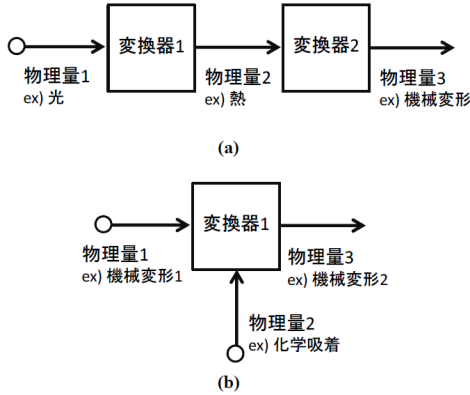 変換器1
変換器2
物理量1
ex) 光
物理量2
ex) 熱
物理量3
ex) 機械変形
(a)
変換器1
物理量1
ex) 機械変形1
物理量3
ex) 機械変形2
物理量2
ex) 化学吸着
(b)